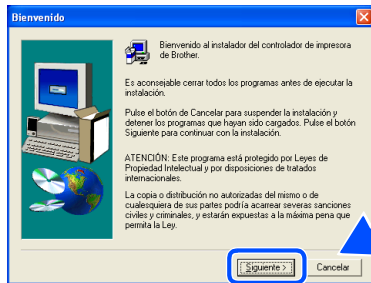 Bienvenido
Bienvenido al instalador del controlador de impresora
de Brother.
Es aconsejable cerrar todos los programas antes de ejecutar la
instalación.
Pulse el botón de Cancelar para suspender la instalación y
detener los programas que hayan sido cargados. Pulse el botón
Siguiente para continuar con la instalación.
ATENCIÓN: Este programa está protegido por Leyes de
Propiedad Intelectual y por disposiciones de tratados
internacionales.
La copia o distribución no autorizadas del mismo o de
cualesquiera de sus partes podría acarrear severas sanciones
civiles y criminales, y estarán expuestas a la máxima pena que
permita la Ley.
Siguiente >
Cancelar